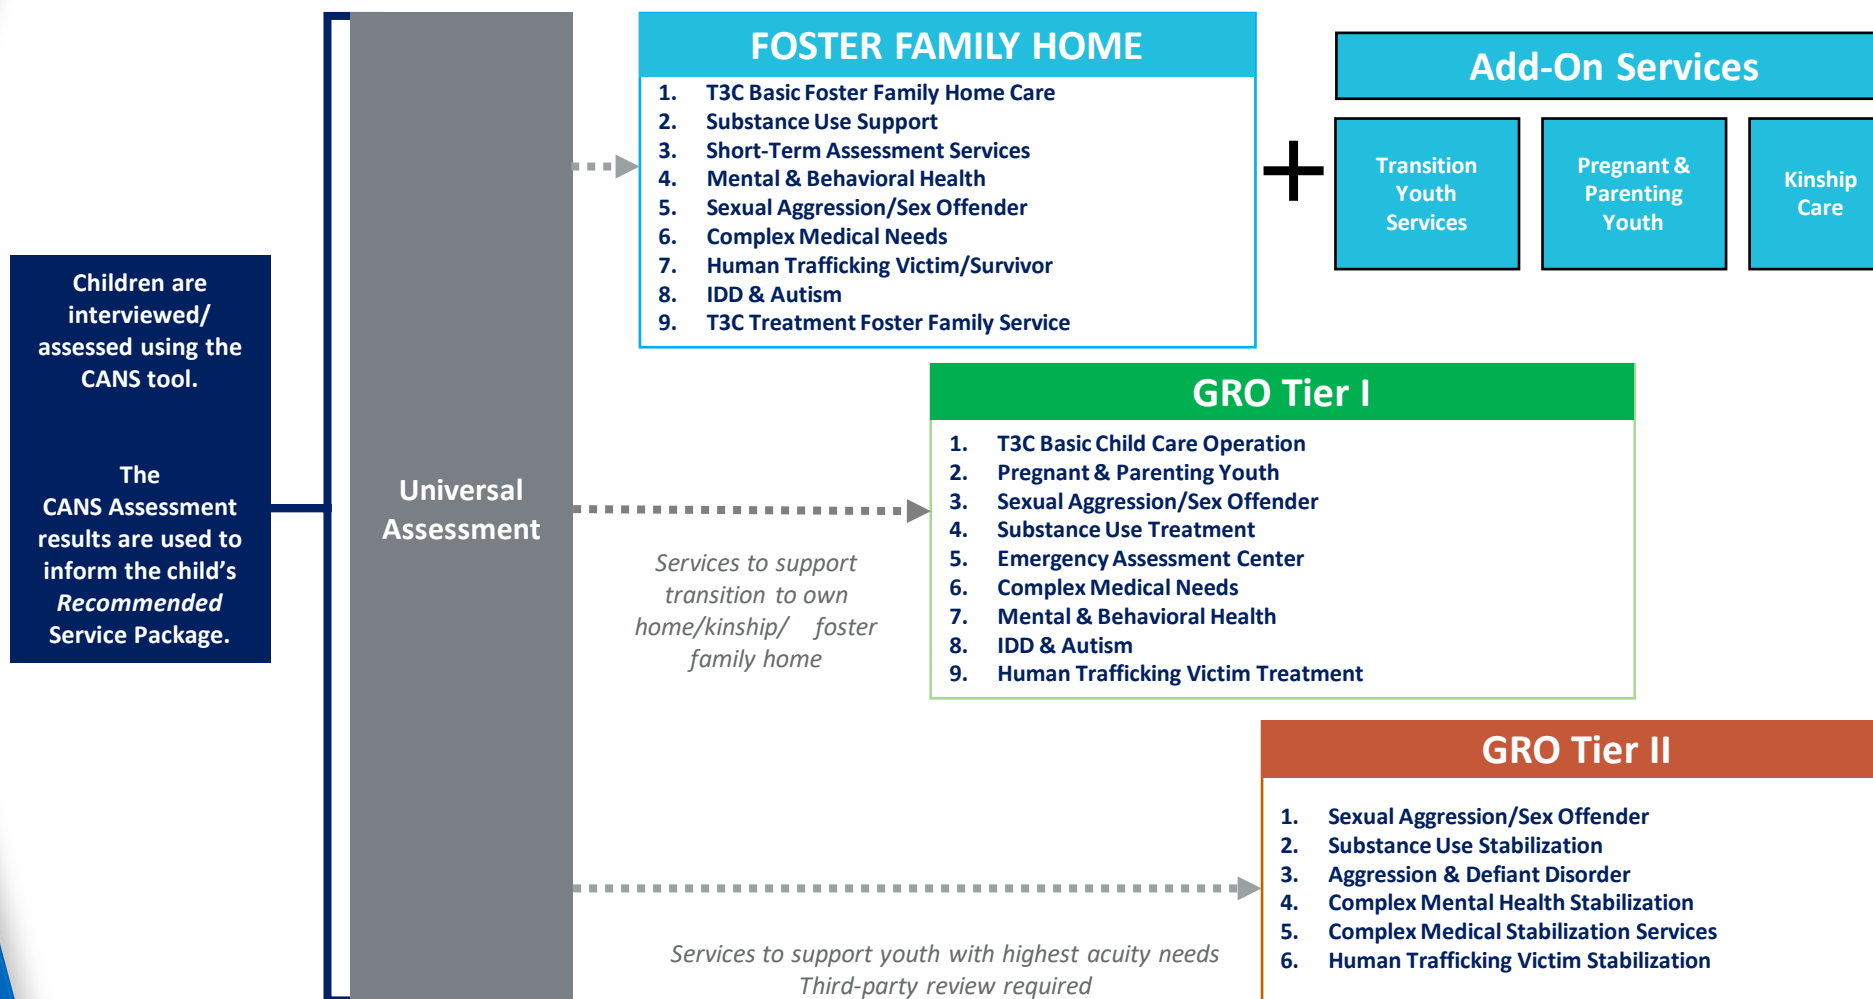 Children are
interviewed/
assessed using the
CANS tool.
The
CANS Assessment
results are used to
inform the child's
Recommended
Service Package.
Universal
Assessment
FOSTER FAMILY HOME
1. T3C Basic Foster Family Home Care
2. Substance Use Support
3. Short-Term Assessment Services
4. Mental & Behavioral Health
5. Sexual Aggression/Sex Offender
6. Complex Medical Needs
7. Human Trafficking Victim/Survivor
8. IDD & Autism
9. T3C Treatment Foster Family Service
+
Add-On Services
Transition
Youth
Services
Pregnant &
Parenting
Youth
Kinship
Care
Services to support
transition to own
home/kinship/ foster
family home
GRO Tier I
1. T3C Basic Child Care Operation
2. Pregnant & Parenting Youth
3. Sexual Aggression/Sex Offender
4. Substance Use Treatment
5. Emergency Assessment Center
6. Complex Medical Needs
7. Mental & Behavioral Health
8. IDD & Autism
9. Human Trafficking Victim Treatment
Services to support youth with highest acuity needs
Third-party review required
GRO Tier II
1. Sexual Aggression/Sex Offender
2. Substance Use Stabilization
3. Aggression & Defiant Disorder
4. Complex Mental Health Stabilization
5. Complex Medical Stabilization Services
6. Human Trafficking Victim Stabilization